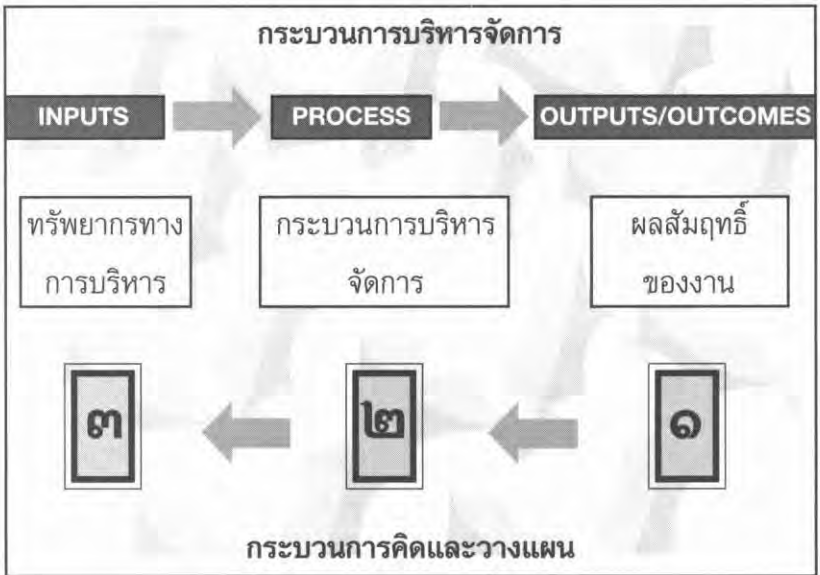 กระบวนการบริหารจัดการ
INPUTS PROCESS OUTPUTS/OUTCOMES
ทรัพยากรทาง กระบวนการบริหาร ผลสัมฤทธิ์
การบริหาร จัดการ ของงาน
๓ ๒ ๑
กระบวนการคิดและวางแผน